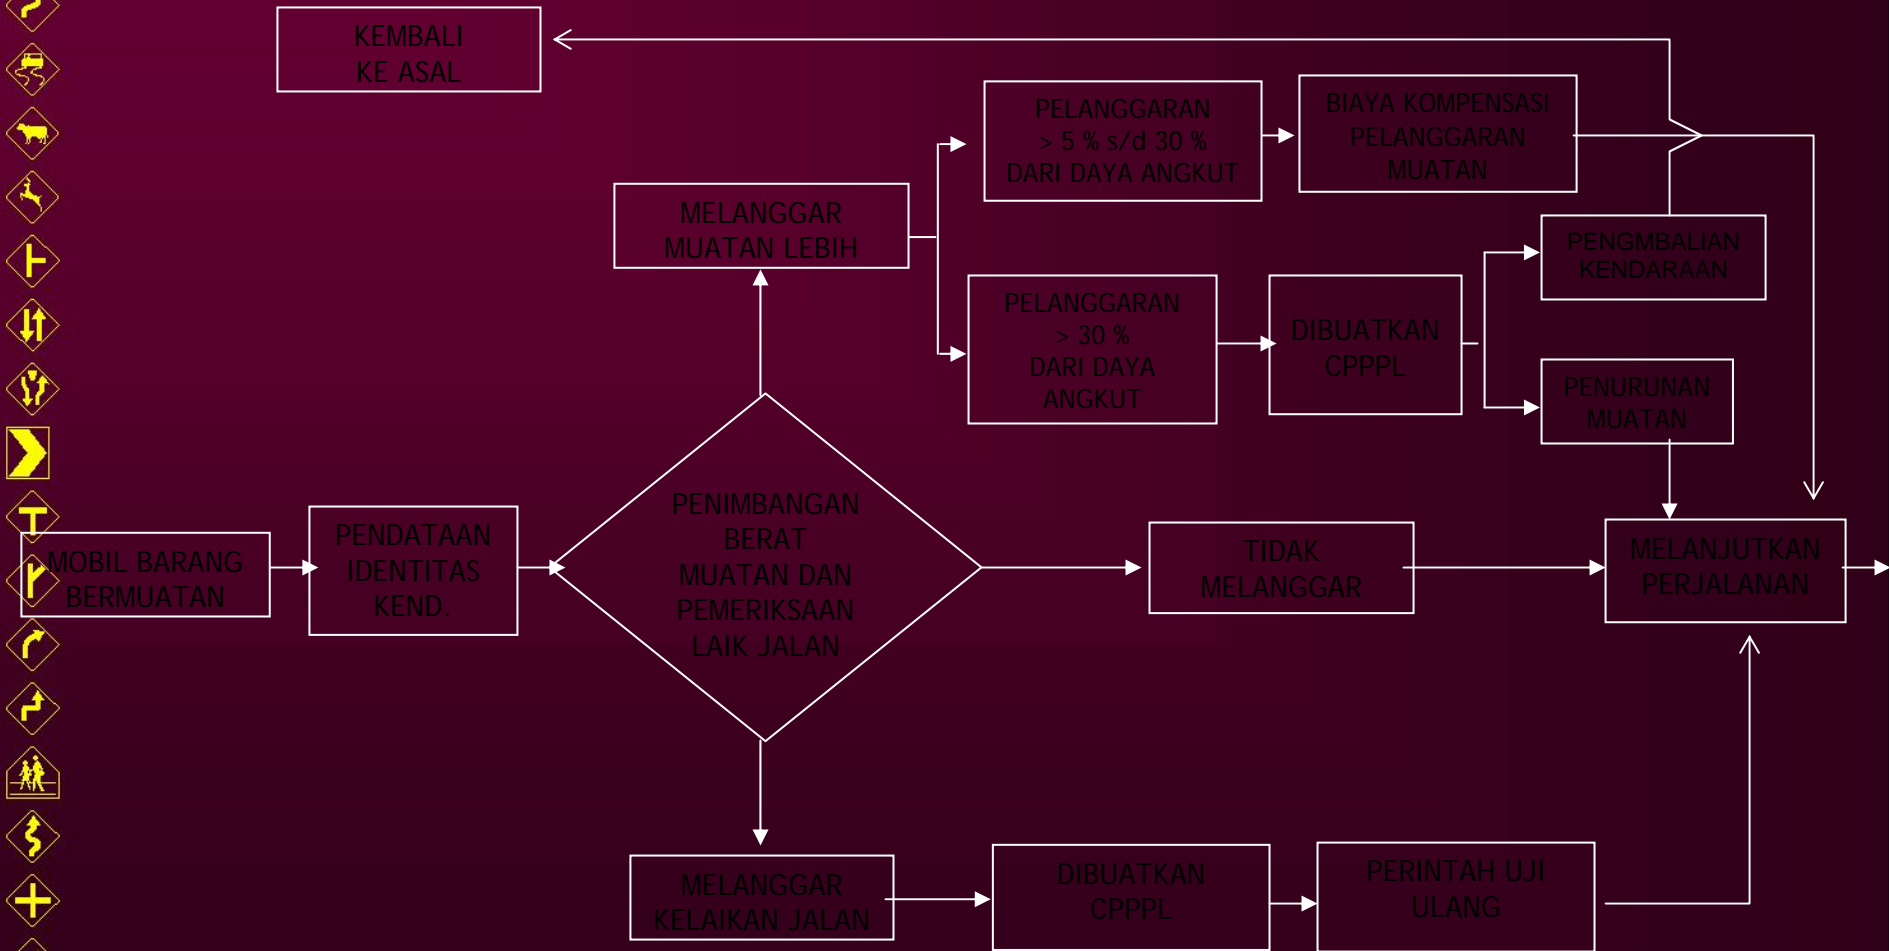 KEMBALI
KE ASAL
PELANGGARAN
> 5 % s/d 30 %
DARI DAYA ANGKUT
BIAYA KOMPENSASI
PELANGGARAN
MUATAN
MELANGGAR
MUATAN LEBIH
PENGMBALIAN
KENDARAAN
PELANGGARAN
> 30 %
DARI DAYA
ANGKUT
DIBUATKAN
CPPPL
PENURUNAN
MUATAN
MOBIL BARANG
BERMUATAN
PENDATAAN
IDENTITAS
KEND.
PENIMBANGAN
BERAT
MUATAN DAN
PEMERIKSAAN
LAIK JALAN
TIDAK
MELANGGAR
MELANJUTKAN
PERJALANAN
MELANGGAR
KELAIKAN JALAN
DIBUATKAN
CPPPL
PERINTAH UJI
ULANG